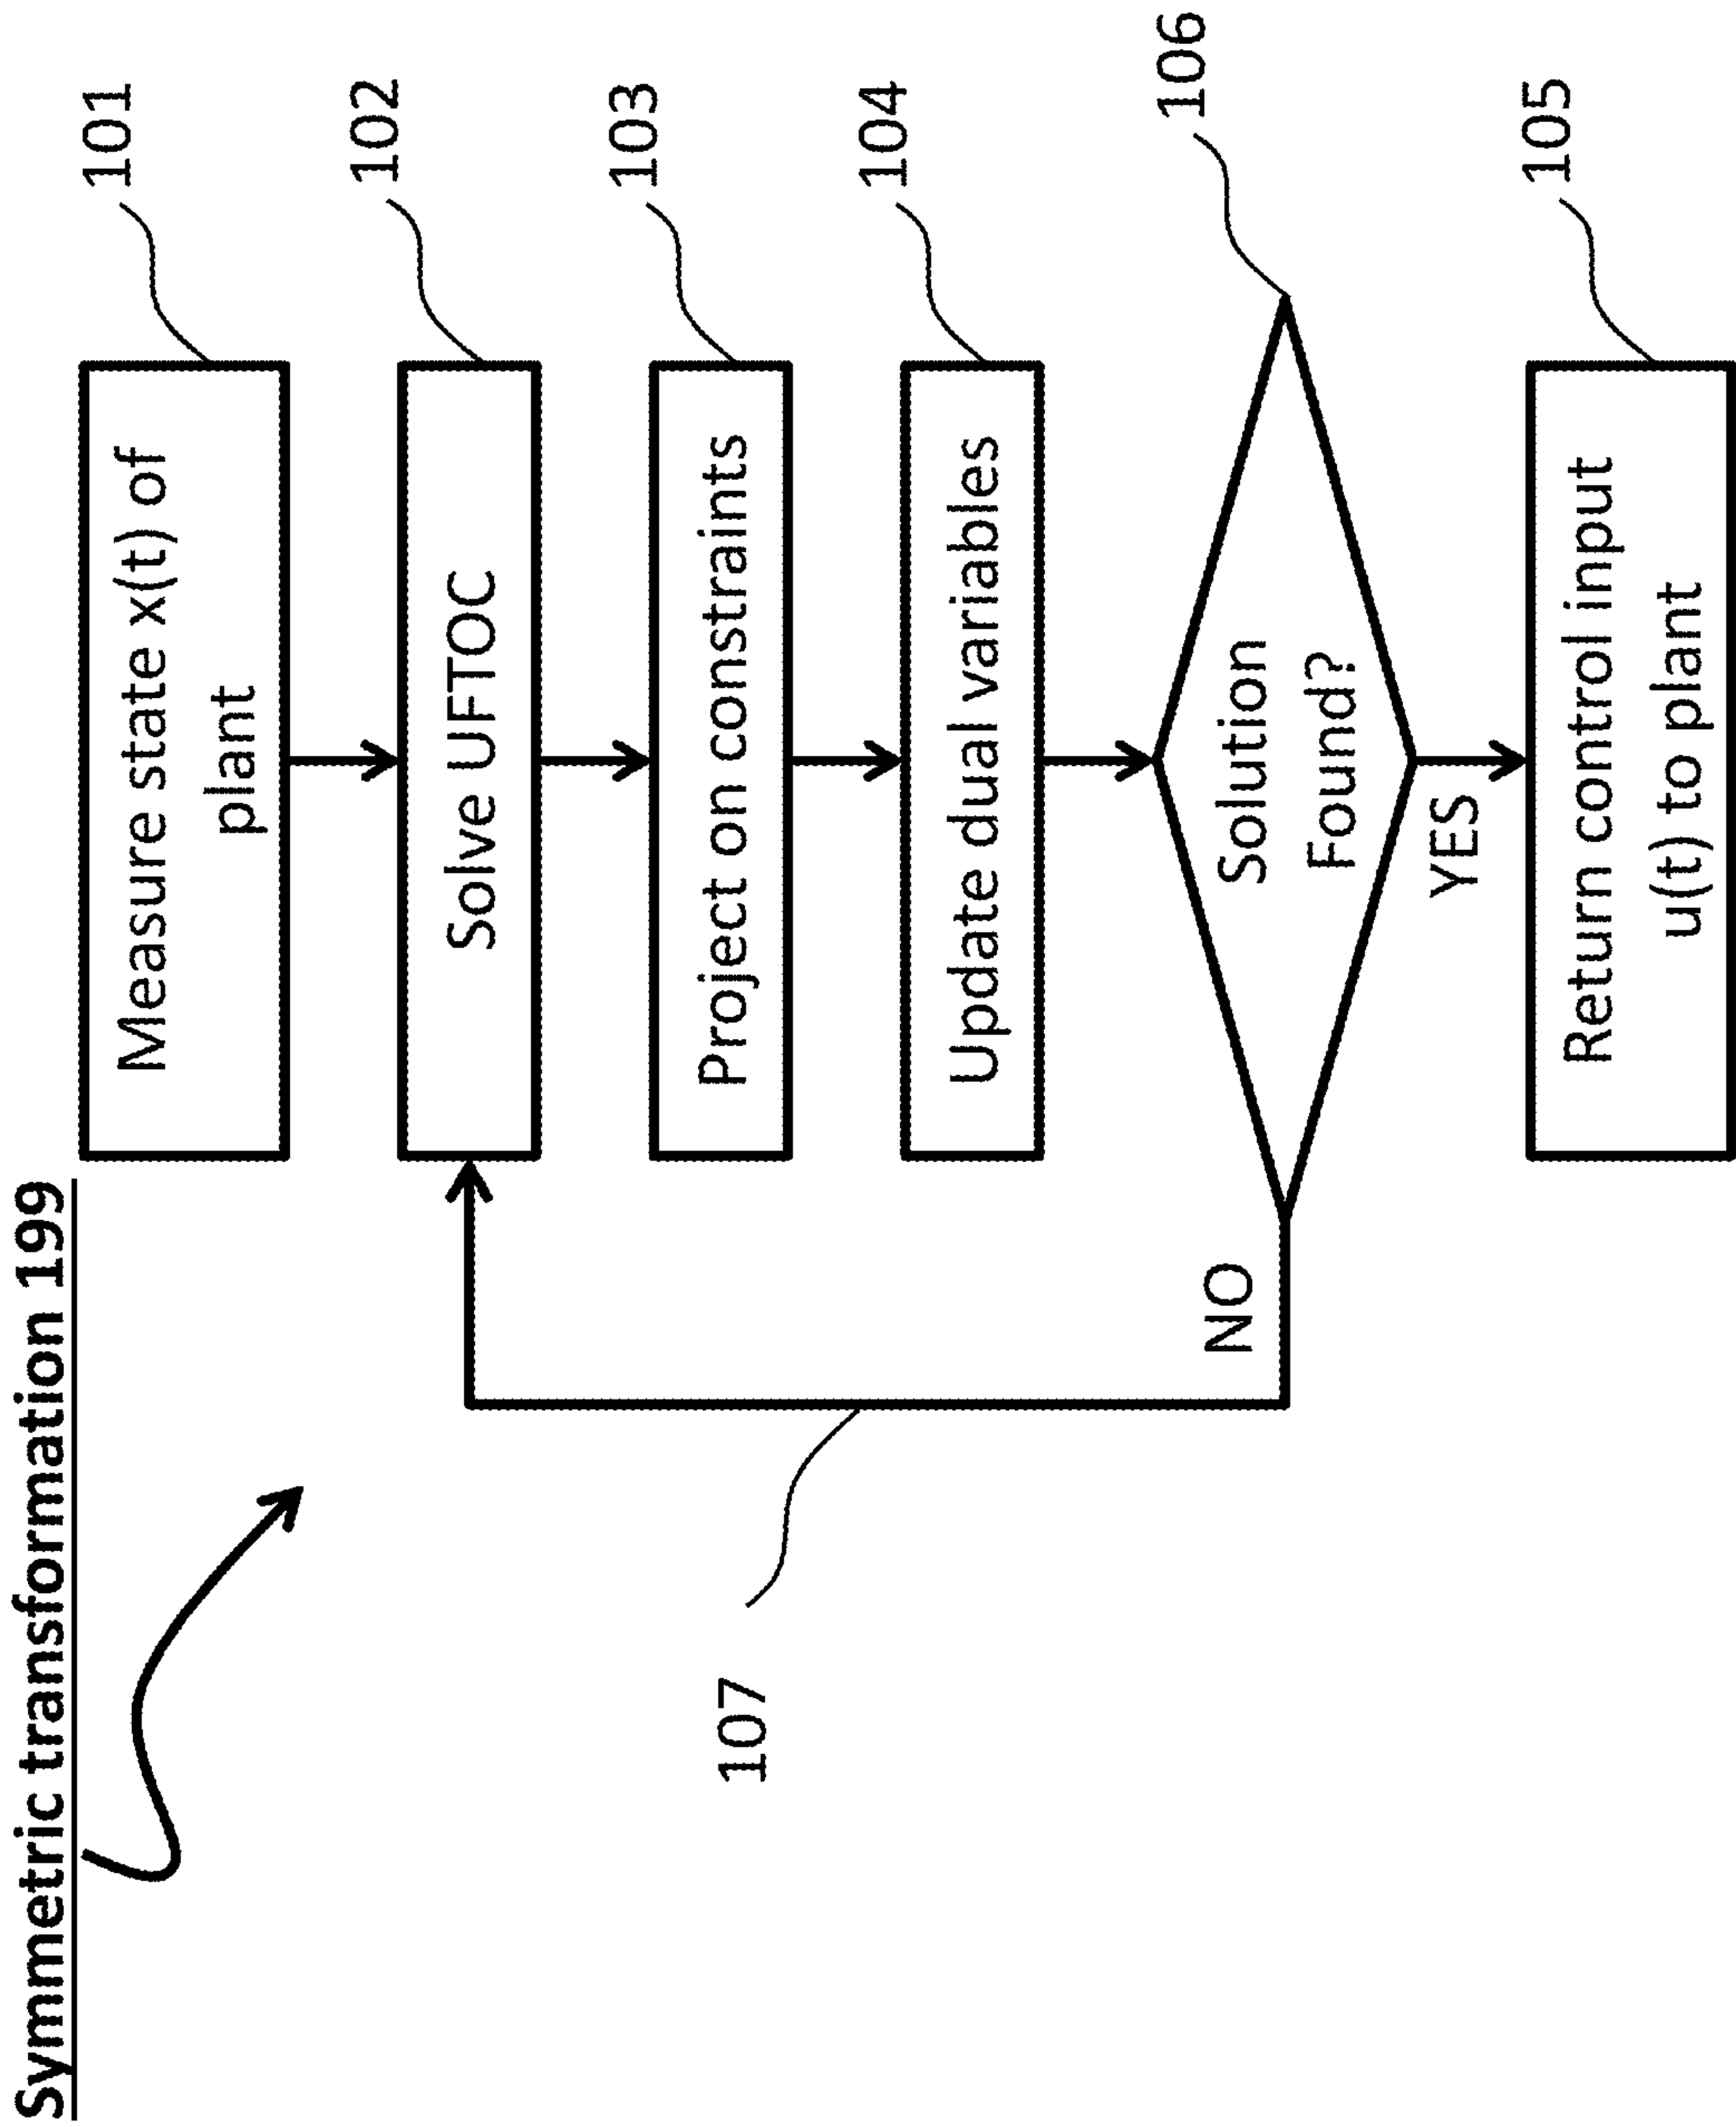 Symmetric transformation 199
Measure state x(t) of
plant
101
Solve UFTOC
102
Project on constraints
103
Update dual variables
104
Solution
Found?
106
NO
107
YES
Return control input
u(t) to plant
105